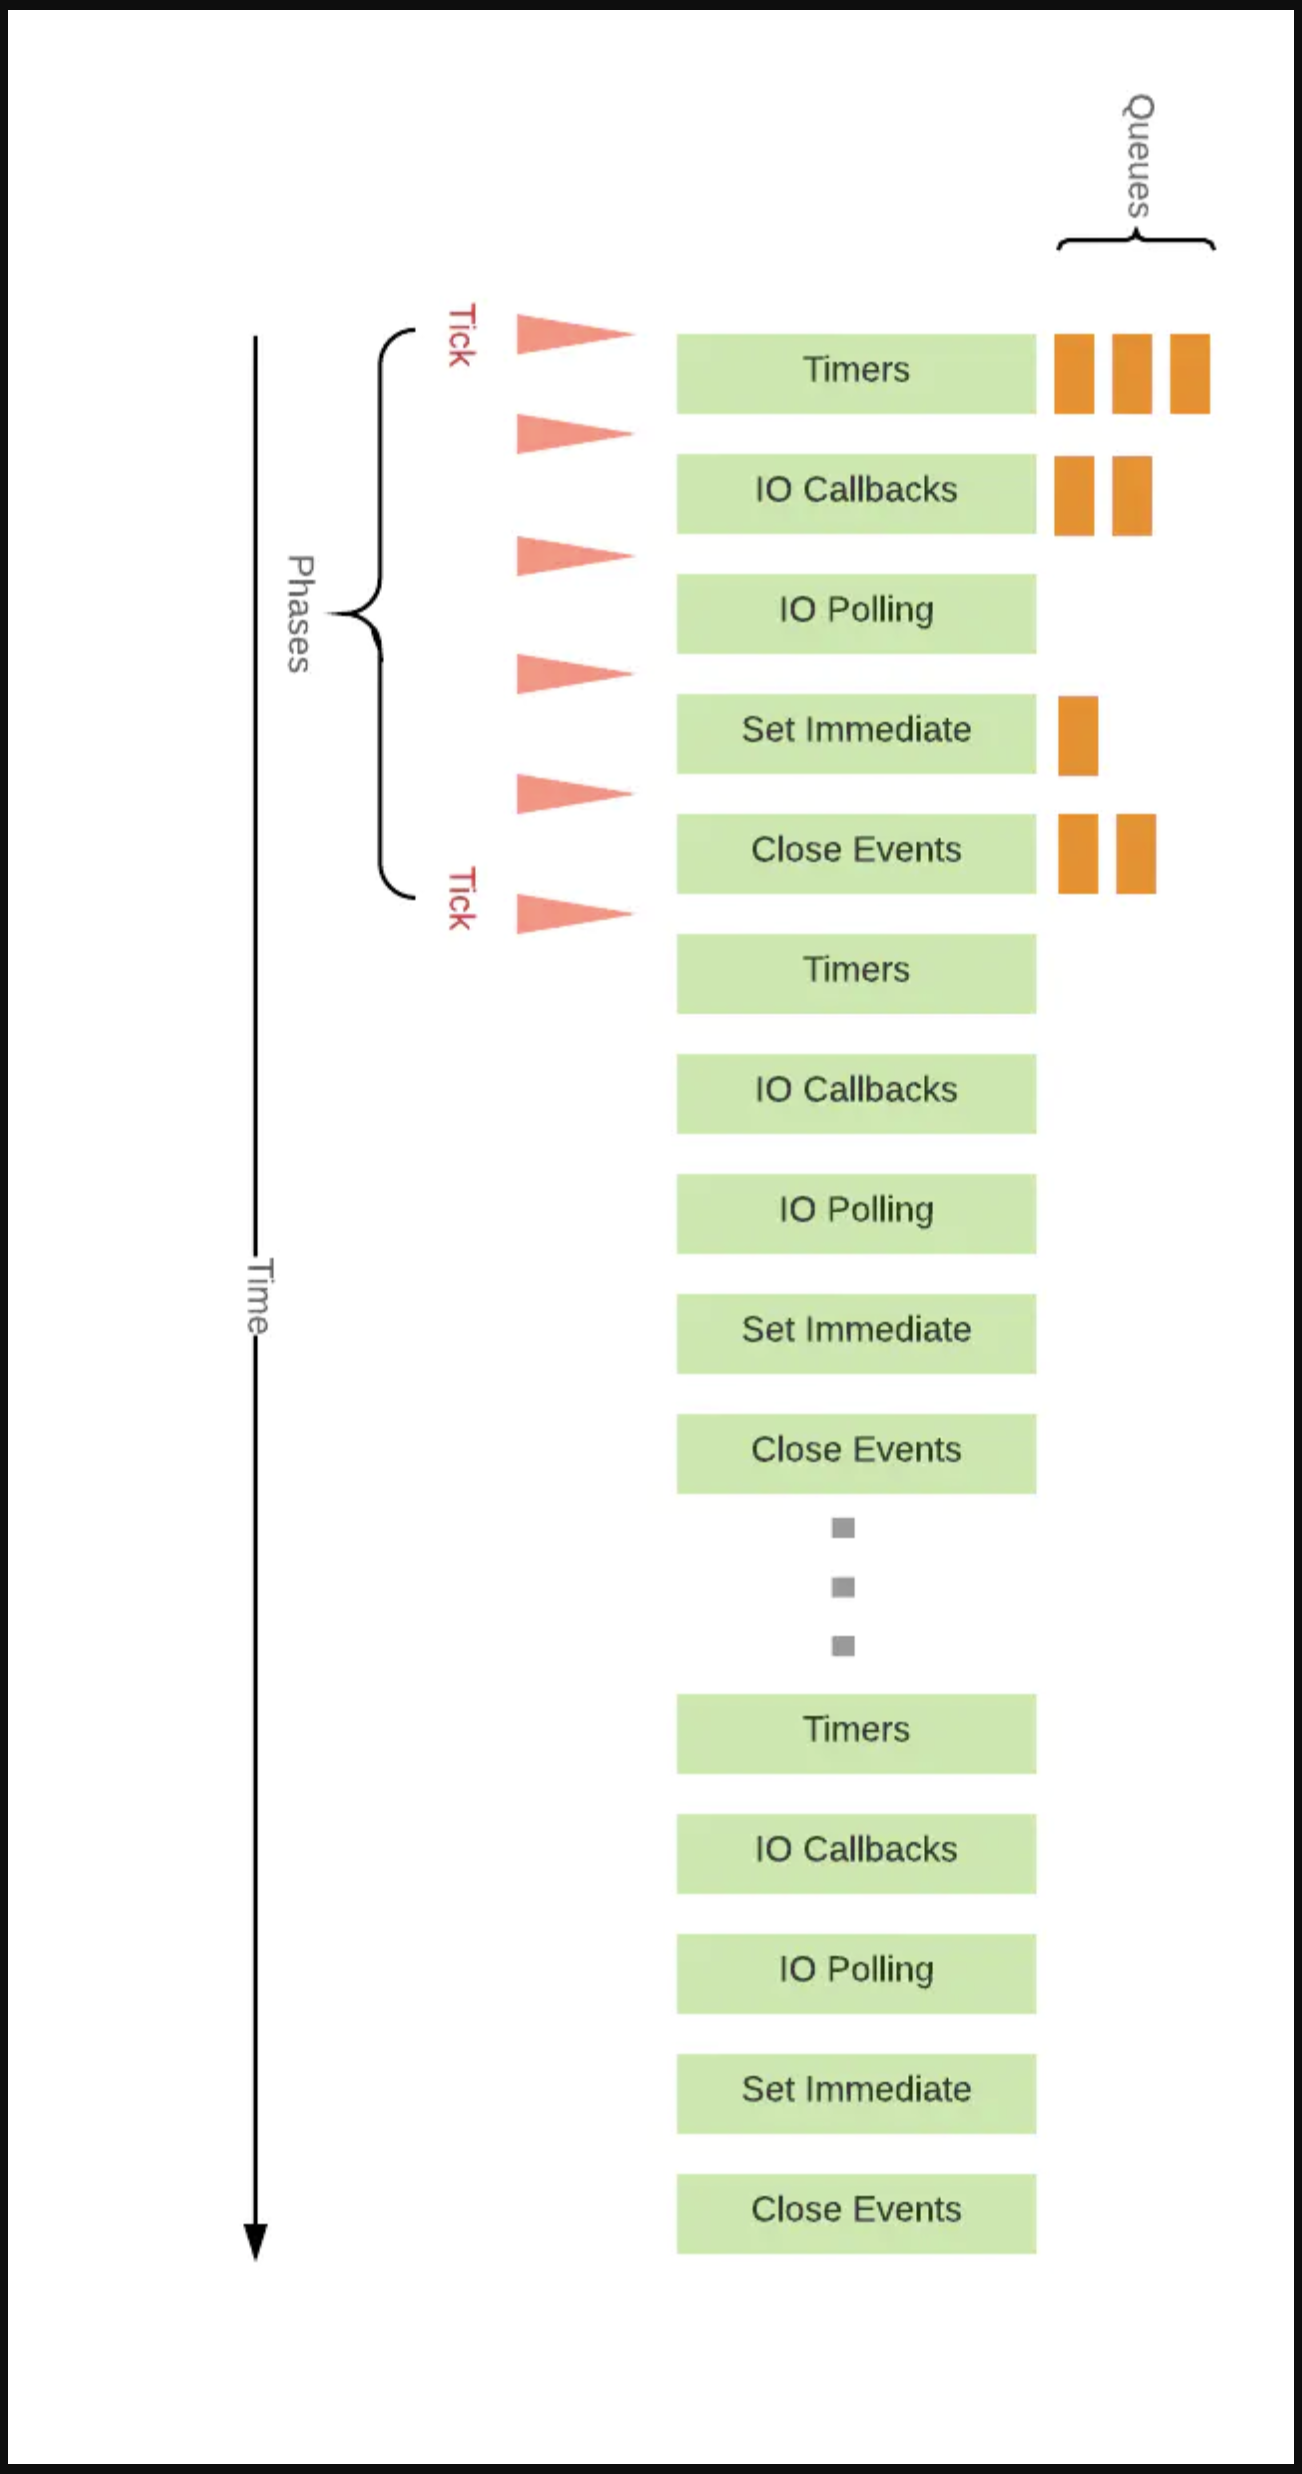 Queues
Tick
Timers
IO Callbacks
Phases
IO Polling
Set Immediate
Close Events
Tick
Timers
IO Callbacks
IO Polling
Time
Set Immediate
Close Events
Timers
IO Callbacks
IO Polling
Set Immediate
Close Events